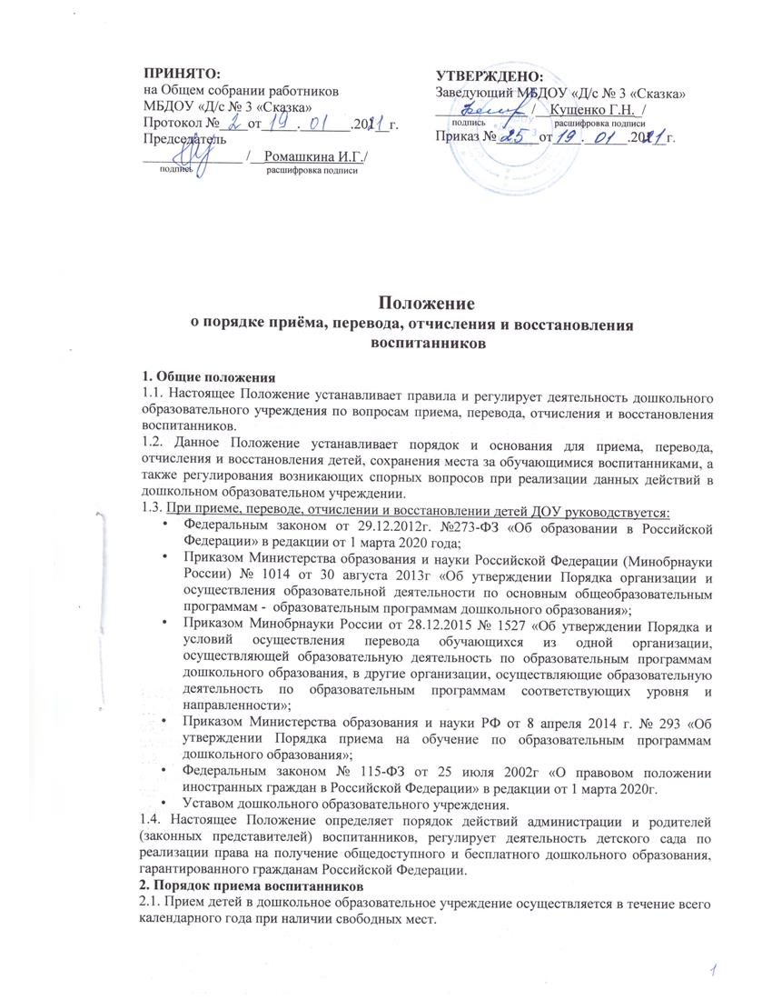 ПРИНЯТО:
на Общем собрании работников
МБДОУ «Д/с № 3 «Сказка»
Протокол № 2 от 19 . 01 .2021 г.
Председатель
/ Ромашкина И.Г./
подпись расшифровка подписи
УТВЕРЖДЕНО:
Заведующий МБДОУ «Д/с № 3 «Сказка»
/ Кущенко Г.Н. /
подпись расшифровка подписи
Приказ № 25 от 19 . 01 .2021 г.
Положение
о порядке приёма, перевода, отчисления и восстановления
воспитанников
1. Общие положения
1.1. Настоящее Положение устанавливает правила и регулирует деятельность дошкольного
образовательного учреждения по вопросам приема, перевода, отчисления и восстановления
воспитанников.
1.2. Данное Положение устанавливает порядок и основания для приема, перевода,
отчисления и восстановления детей, сохранения места за обучающимися воспитанниками, а
также регулирования возникающих спорных вопросов при реализации данных действий в
дошкольном образовательном учреждении.
1.3. При приеме, переводе, отчислении и восстановлении детей ДОУ руководствуется:
• Федеральным законом от 29.12.2012г. №273-ФЗ «Об образовании в Российской
Федерации» в редакции от 1 марта 2020 года;
• Приказом Министерства образования и науки Российской Федерации (Минобрнауки
России) № 1014 от 30 августа 2013г «Об утверждении Порядка организации и
осуществления образовательной деятельности по основным общеобразовательным
программам - образовательным программам дошкольного образования»;
• Приказом Минобрнауки России от 28.12.2015 № 1527 «Об утверждении Порядка и
условий осуществления перевода обучающихся из одной организации,
осуществляющей образовательную деятельность по образовательным программам
дошкольного образования, в другие организации, осуществляющие образовательную
деятельность по образовательным программам соответствующих уровня и
направленности»;
• Приказом Министерства образования и науки РФ от 8 апреля 2014 г. № 293 «Об
утверждении Порядка приема на обучение по образовательным программам
дошкольного образования»;
• Федеральным законом № 115-ФЗ от 25 июля 2002г «О правовом положении
иностранных граждан в Российской Федерации» в редакции от 1 марта 2020г.
• Уставом дошкольного образовательного учреждения.
1.4. Настоящее Положение определяет порядок действий администрации и родителей
(законных представителей) воспитанников, регулирует деятельность детского сада по
реализации права на получение общедоступного и бесплатного дошкольного образования,
гарантированного гражданам Российской Федерации.
2. Порядок приема воспитанников
2.1. Прием детей в дошкольное образовательное учреждение осуществляется в течение всего
календарного года при наличии свободных мест.
1